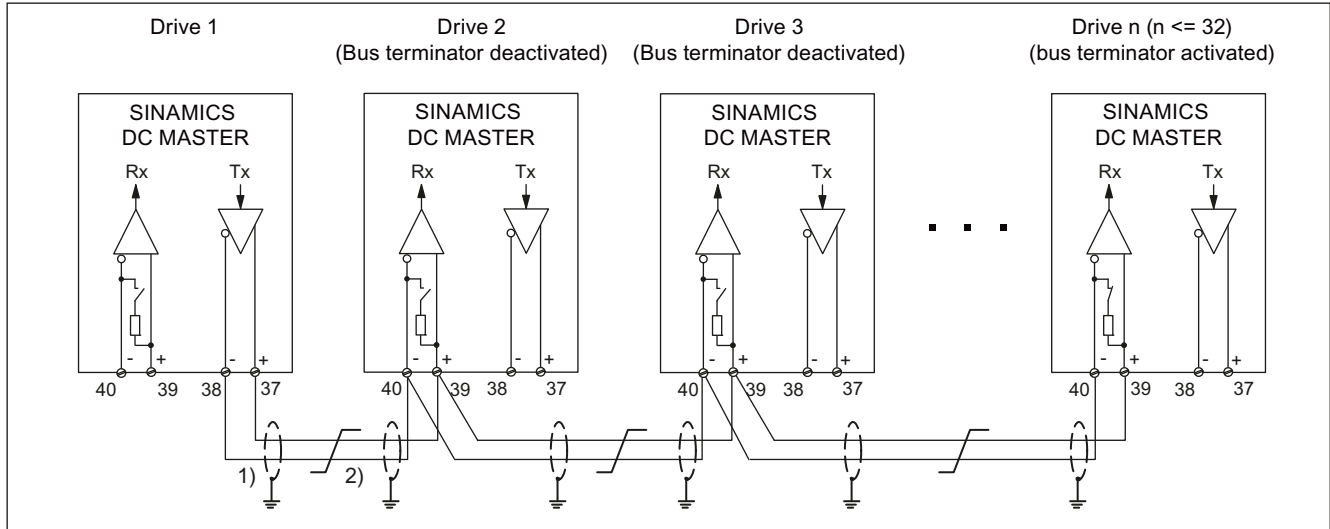 Drive 1
Drive 2
(Bus terminator deactivated)
Drive 3
(Bus terminator deactivated)
Drive n (n <= 32)
(bus terminator activated)
SINAMICS
DC MASTER
SINAMICS
DC MASTER
SINAMICS
DC MASTER
SINAMICS
DC MASTER
Rx Tx Rx Tx Rx Tx Rx Tx
- + - + - + - + - + - + - + - +
40 39 38 37 40 39 38 37 40 39 38 37 40 39 38 37
1) 2)